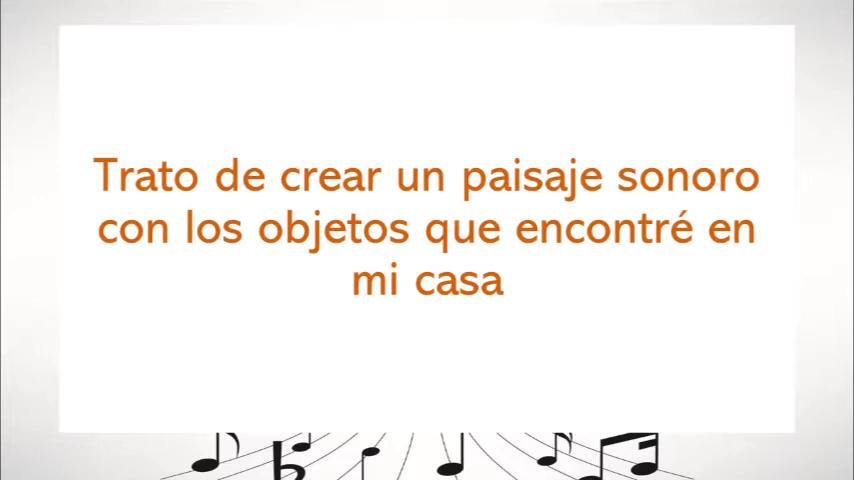 Trato de crear un paisaje sonoro
con los objetos que encontré en
mi casa